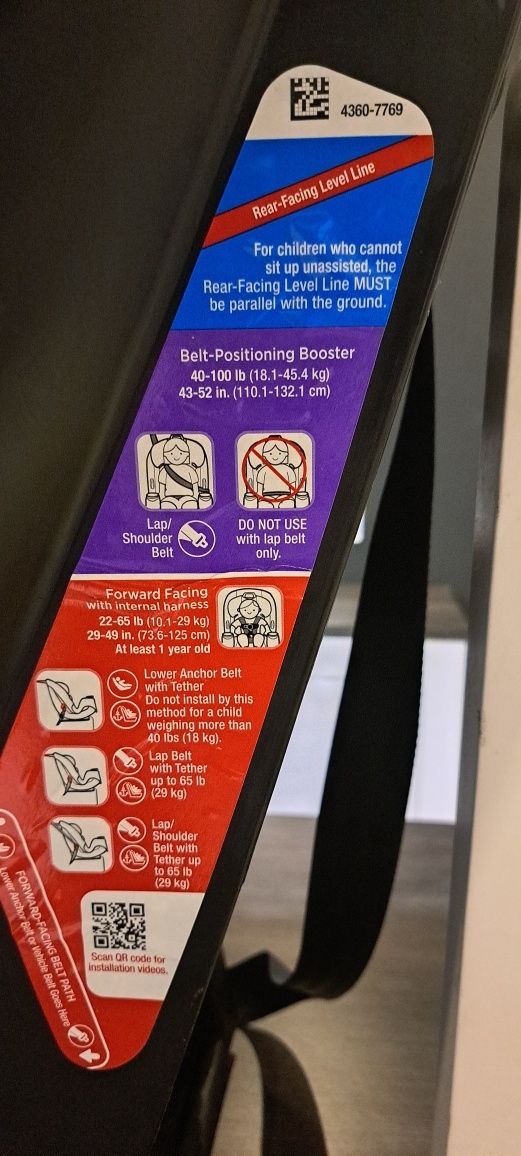 4360-7769
Rear-Facing Level Line
For children who cannot
sit up unassisted, the
Rear-Facing Level Line MUST
be parallel with the ground.
Belt-Positioning Booster
40-100 lb (18.1-45.4 kg)
43-52 in. (110.1-132.1 cm)
Lap/
Shoulder
Belt
DO NOT USE
with lap belt
only.
Forward Facing
with internal harness
22-65 lb (10.1-29 kg)
29-49 in. (73.6-125 cm)
At least 1 year old
Lower Anchor Belt
with Tether
Do not install by this
method for a child
weighing more than
40 lbs (18 kg).
Lap Belt
with Tether
up to 65 lb
(29 kg)
Lap/
Shoulder
Belt with
Tether up
to 65 lb
(29 kg)
FORWARD-FACING BELT PATH
Lower Anchor Belt or Vehicle Belt Goes Here
Scan QR code for
installation videos.